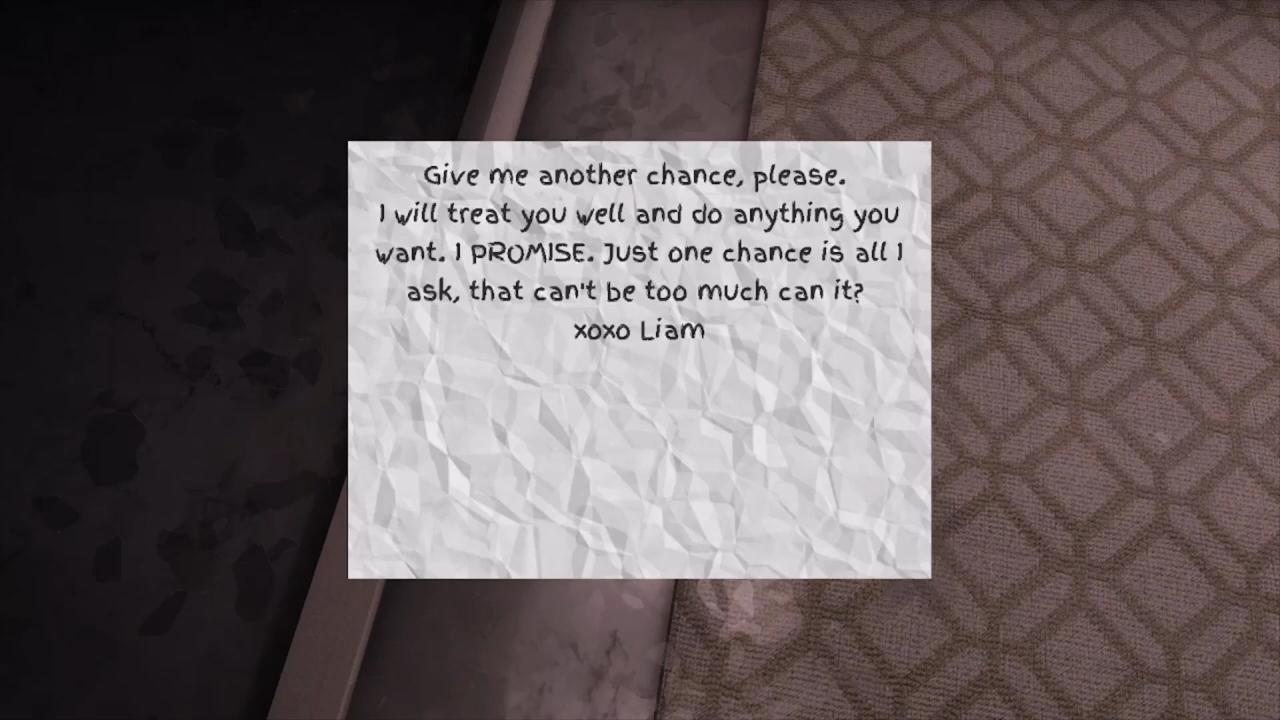 Give me another chance, please.
I will treat you well and do anything you
want. I PROMISE. Just one chance is all I
ask, that can't be too much can it?
xoxo Liam